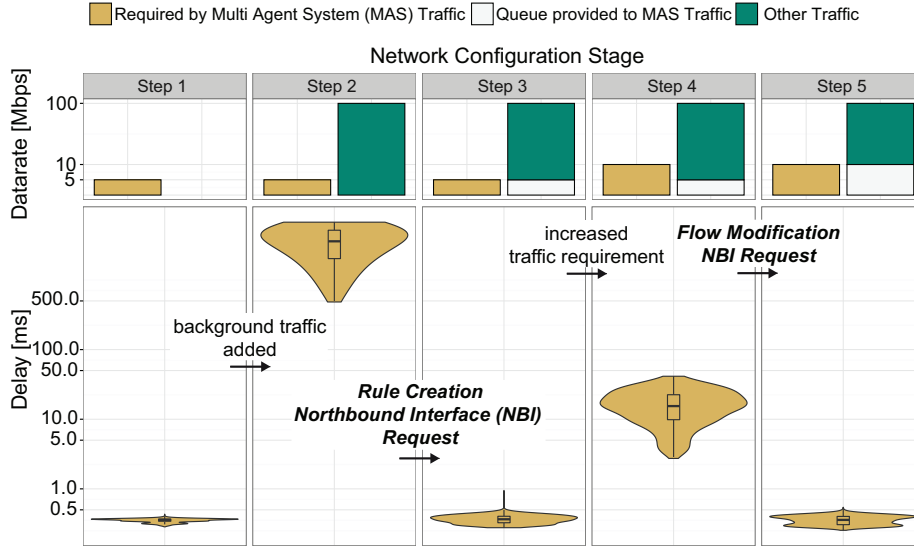 Required by Multi Agent System (MAS) Traffic
Queue provided to MAS Traffic
Other Traffic
Network Configuration Stage
Step 1
Step 2
Step 3
Step 4
Step 5
Datarate [Mbps]
100
10
5
Delay [ms]
500.0
100.0
50.0
10.0
5.0
1.0
0.5
background traffic
added
Rule Creation
Northbound Interface (NBI)
Request
increased
traffic requirement
Flow Modification
NBI Request